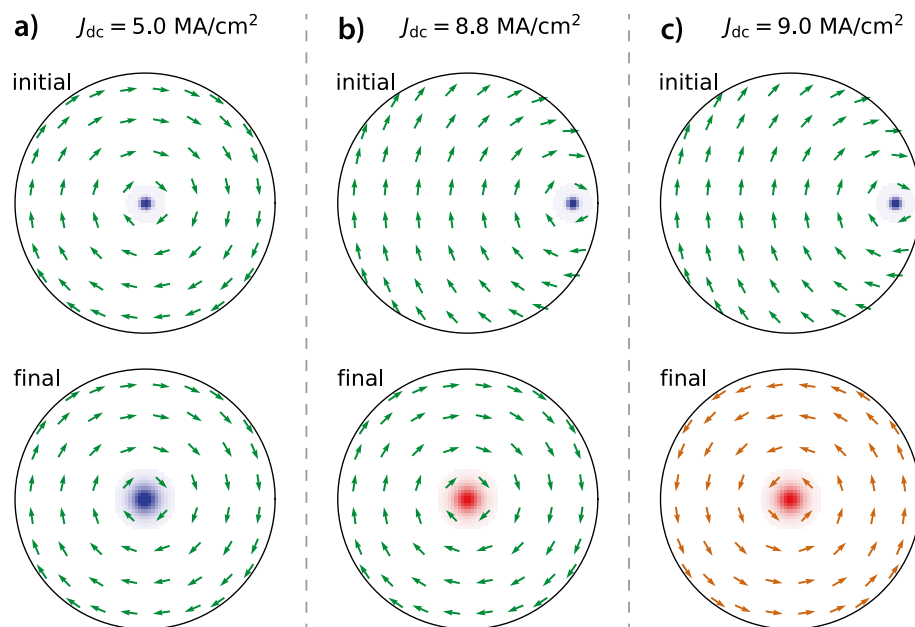 a) J_dc = 5.0 MA/cm²
b) J_dc = 8.8 MA/cm²
c) J_dc = 9.0 MA/cm²
initial
initial
initial
final
final
final